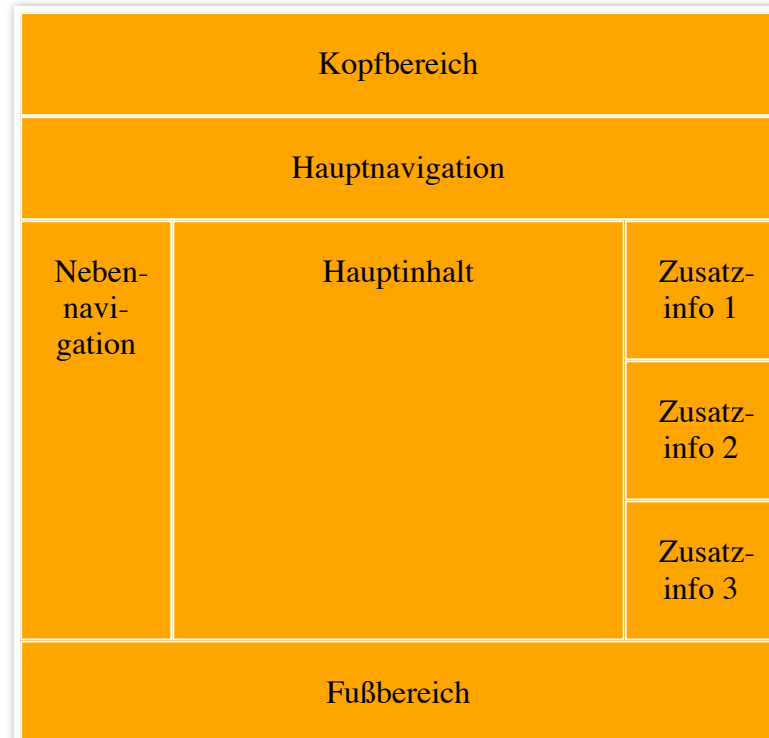 Kopfbereich
Hauptnavigation
Neben-
navi-
gation
Hauptinhalt
Zusatz-
info 1
Zusatz-
info 2
Zusatz-
info 3
Fußbereich